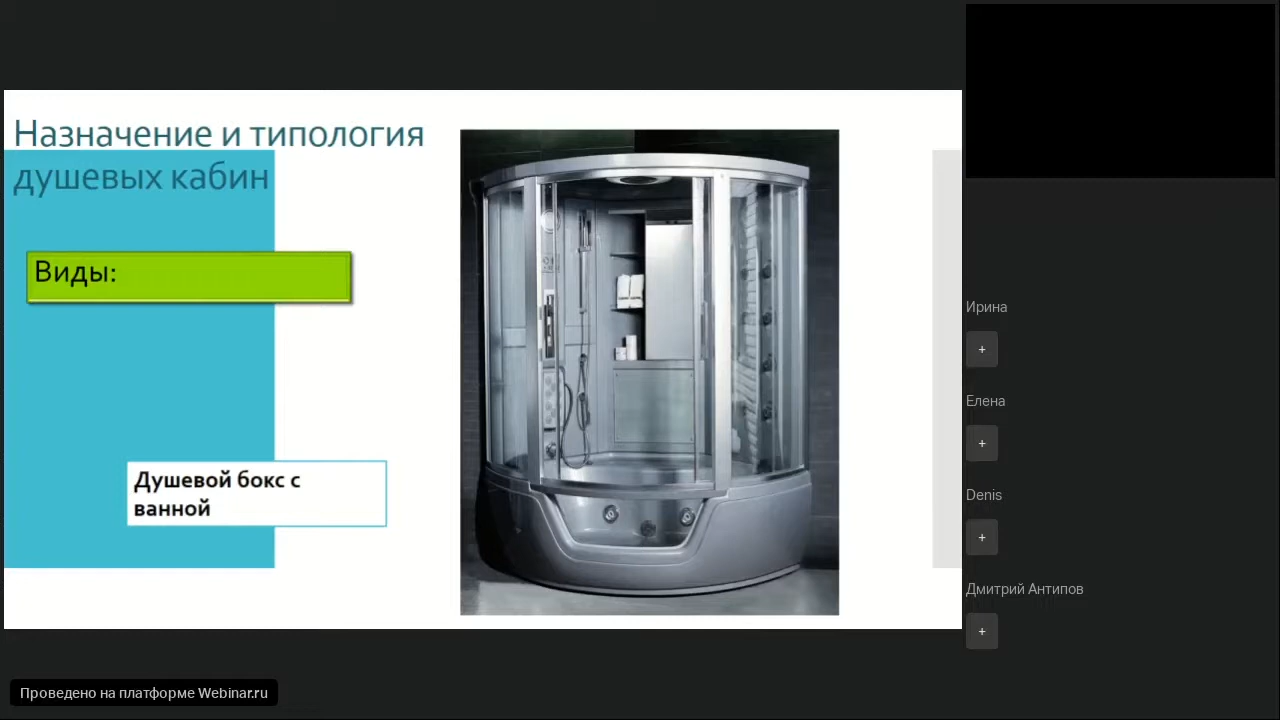 Назначение и типология
душевых кабин
Виды:
Душевой бокс с
ванной
Ирина
+
Елена
+
Denis
+
Дмитрий Антипов
+
Проведено на платформе Webinar.ru